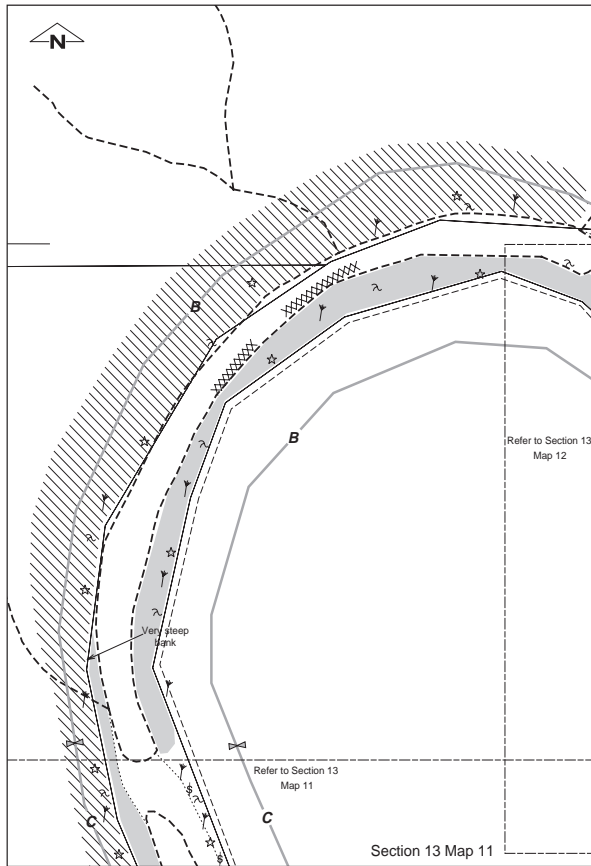 N
B
B
Refer to Section 13
Map 12
Very steep
bank
$
Refer to Section 13
Map 11
C
C
$
Section 13 Map 11